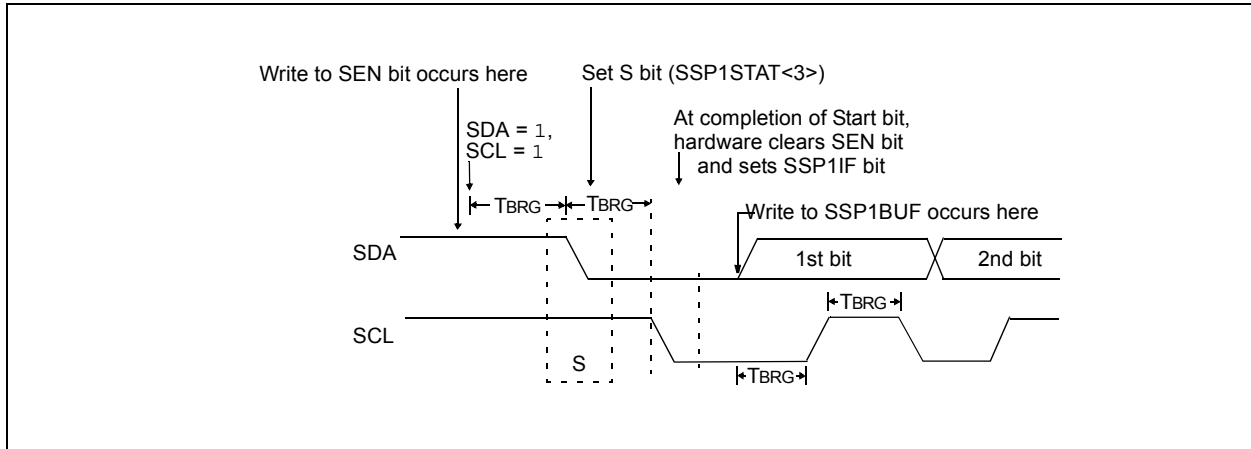 Write to SEN bit occurs here
Set S bit (SSP1STAT<3>)
At completion of Start bit,
hardware clears SEN bit
and sets SSP1IF bit
SDA = 1,
SCL = 1
TBRG
TBRG
Write to SSP1BUF occurs here
SDA
1st bit
2nd bit
TBRG
SCL
S
TBRG